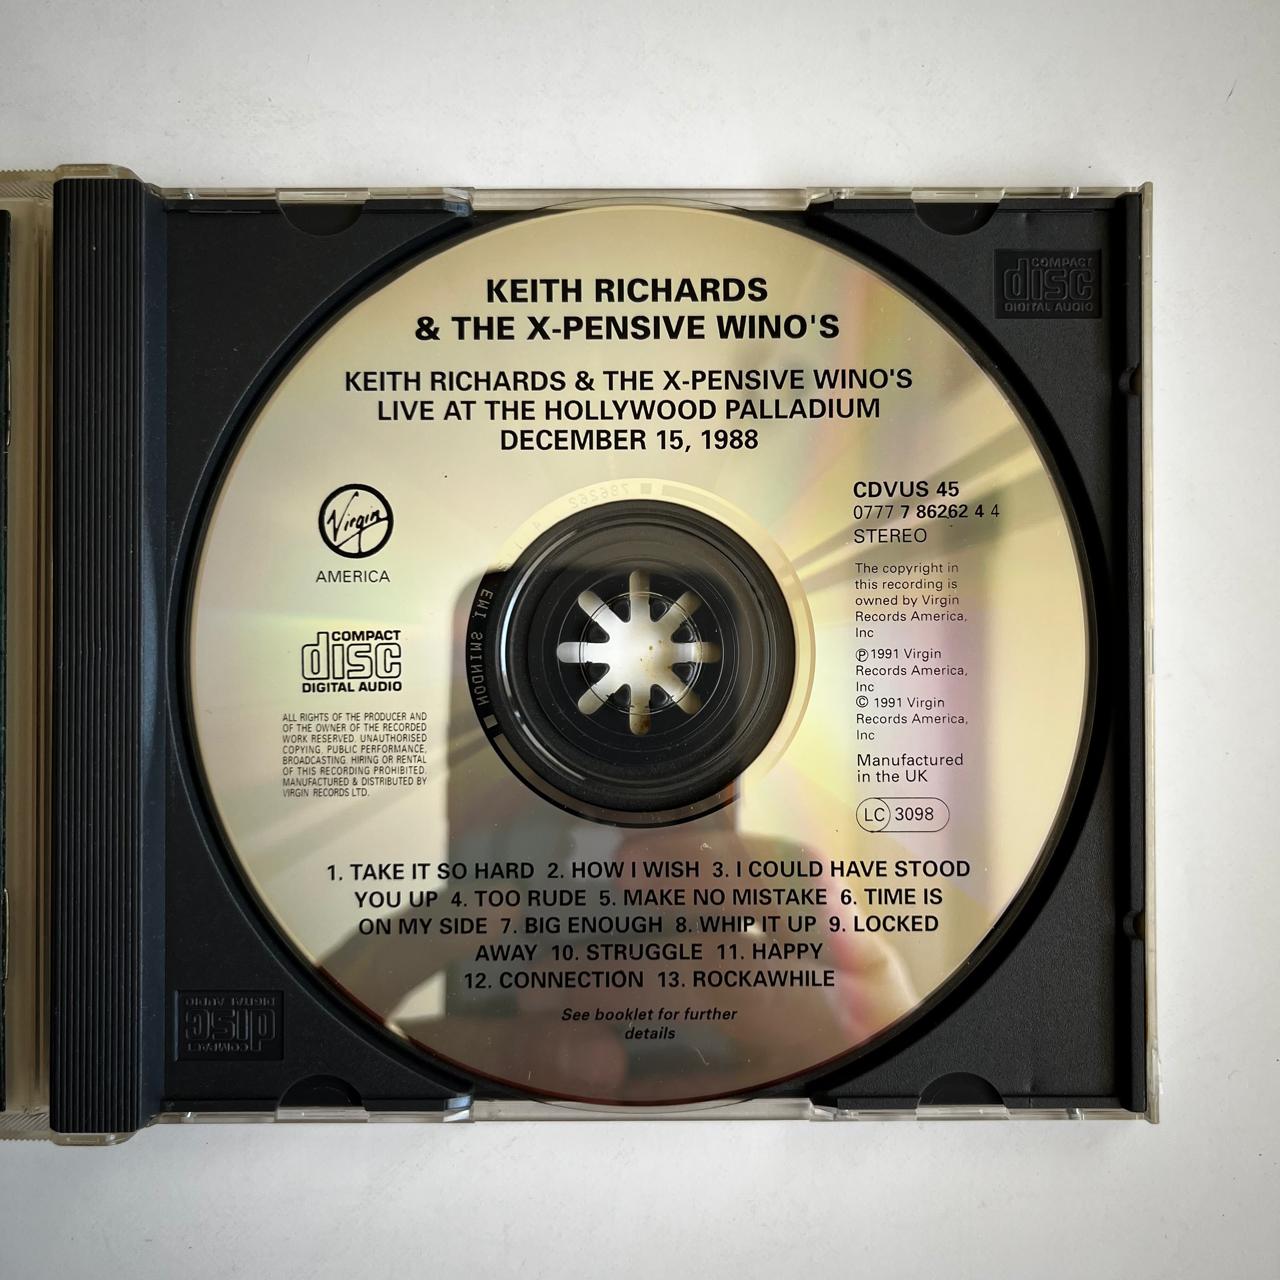 KEITH RICHARDS
& THE X-PENSIVE WINO'S
KEITH RICHARDS & THE X-PENSIVE WINO'S
LIVE AT THE HOLLYWOOD PALLADIUM
DECEMBER 15, 1988
Virgin
AMERICA
COMPACT
disc
DIGITAL AUDIO
ALL RIGHTS OF THE PRODUCER AND
OF THE OWNER OF THE RECORDED
WORK RESERVED. UNAUTHORISED
COPYING, PUBLIC PERFORMANCE,
BROADCASTING, HIRING OR RENTAL
OF THIS RECORDING PROHIBITED.
MANUFACTURED & DISTRIBUTED BY
VIRGIN RECORDS LTD.
CDVUS 45
0777 7 86262 4 4
STEREO
The copyright in
this recording is
owned by Virgin
Records America,
Inc
℗ 1991 Virgin
Records America,
Inc
© 1991 Virgin
Records America,
Inc
Manufactured
in the UK
LC 3098
1. TAKE IT SO HARD 2. HOW I WISH 3. I COULD HAVE STOOD
YOU UP 4. TOO RUDE 5. MAKE NO MISTAKE 6. TIME IS
ON MY SIDE 7. BIG ENOUGH 8. WHIP IT UP 9. LOCKED
AWAY 10. STRUGGLE 11. HAPPY
12. CONNECTION 13. ROCKAWHILE
See booklet for further
details
EMI SWINDON
786262
COMPACT
disc
DIGITAL AUDIO
COMPACT
disc
DIGITAL AUDIO